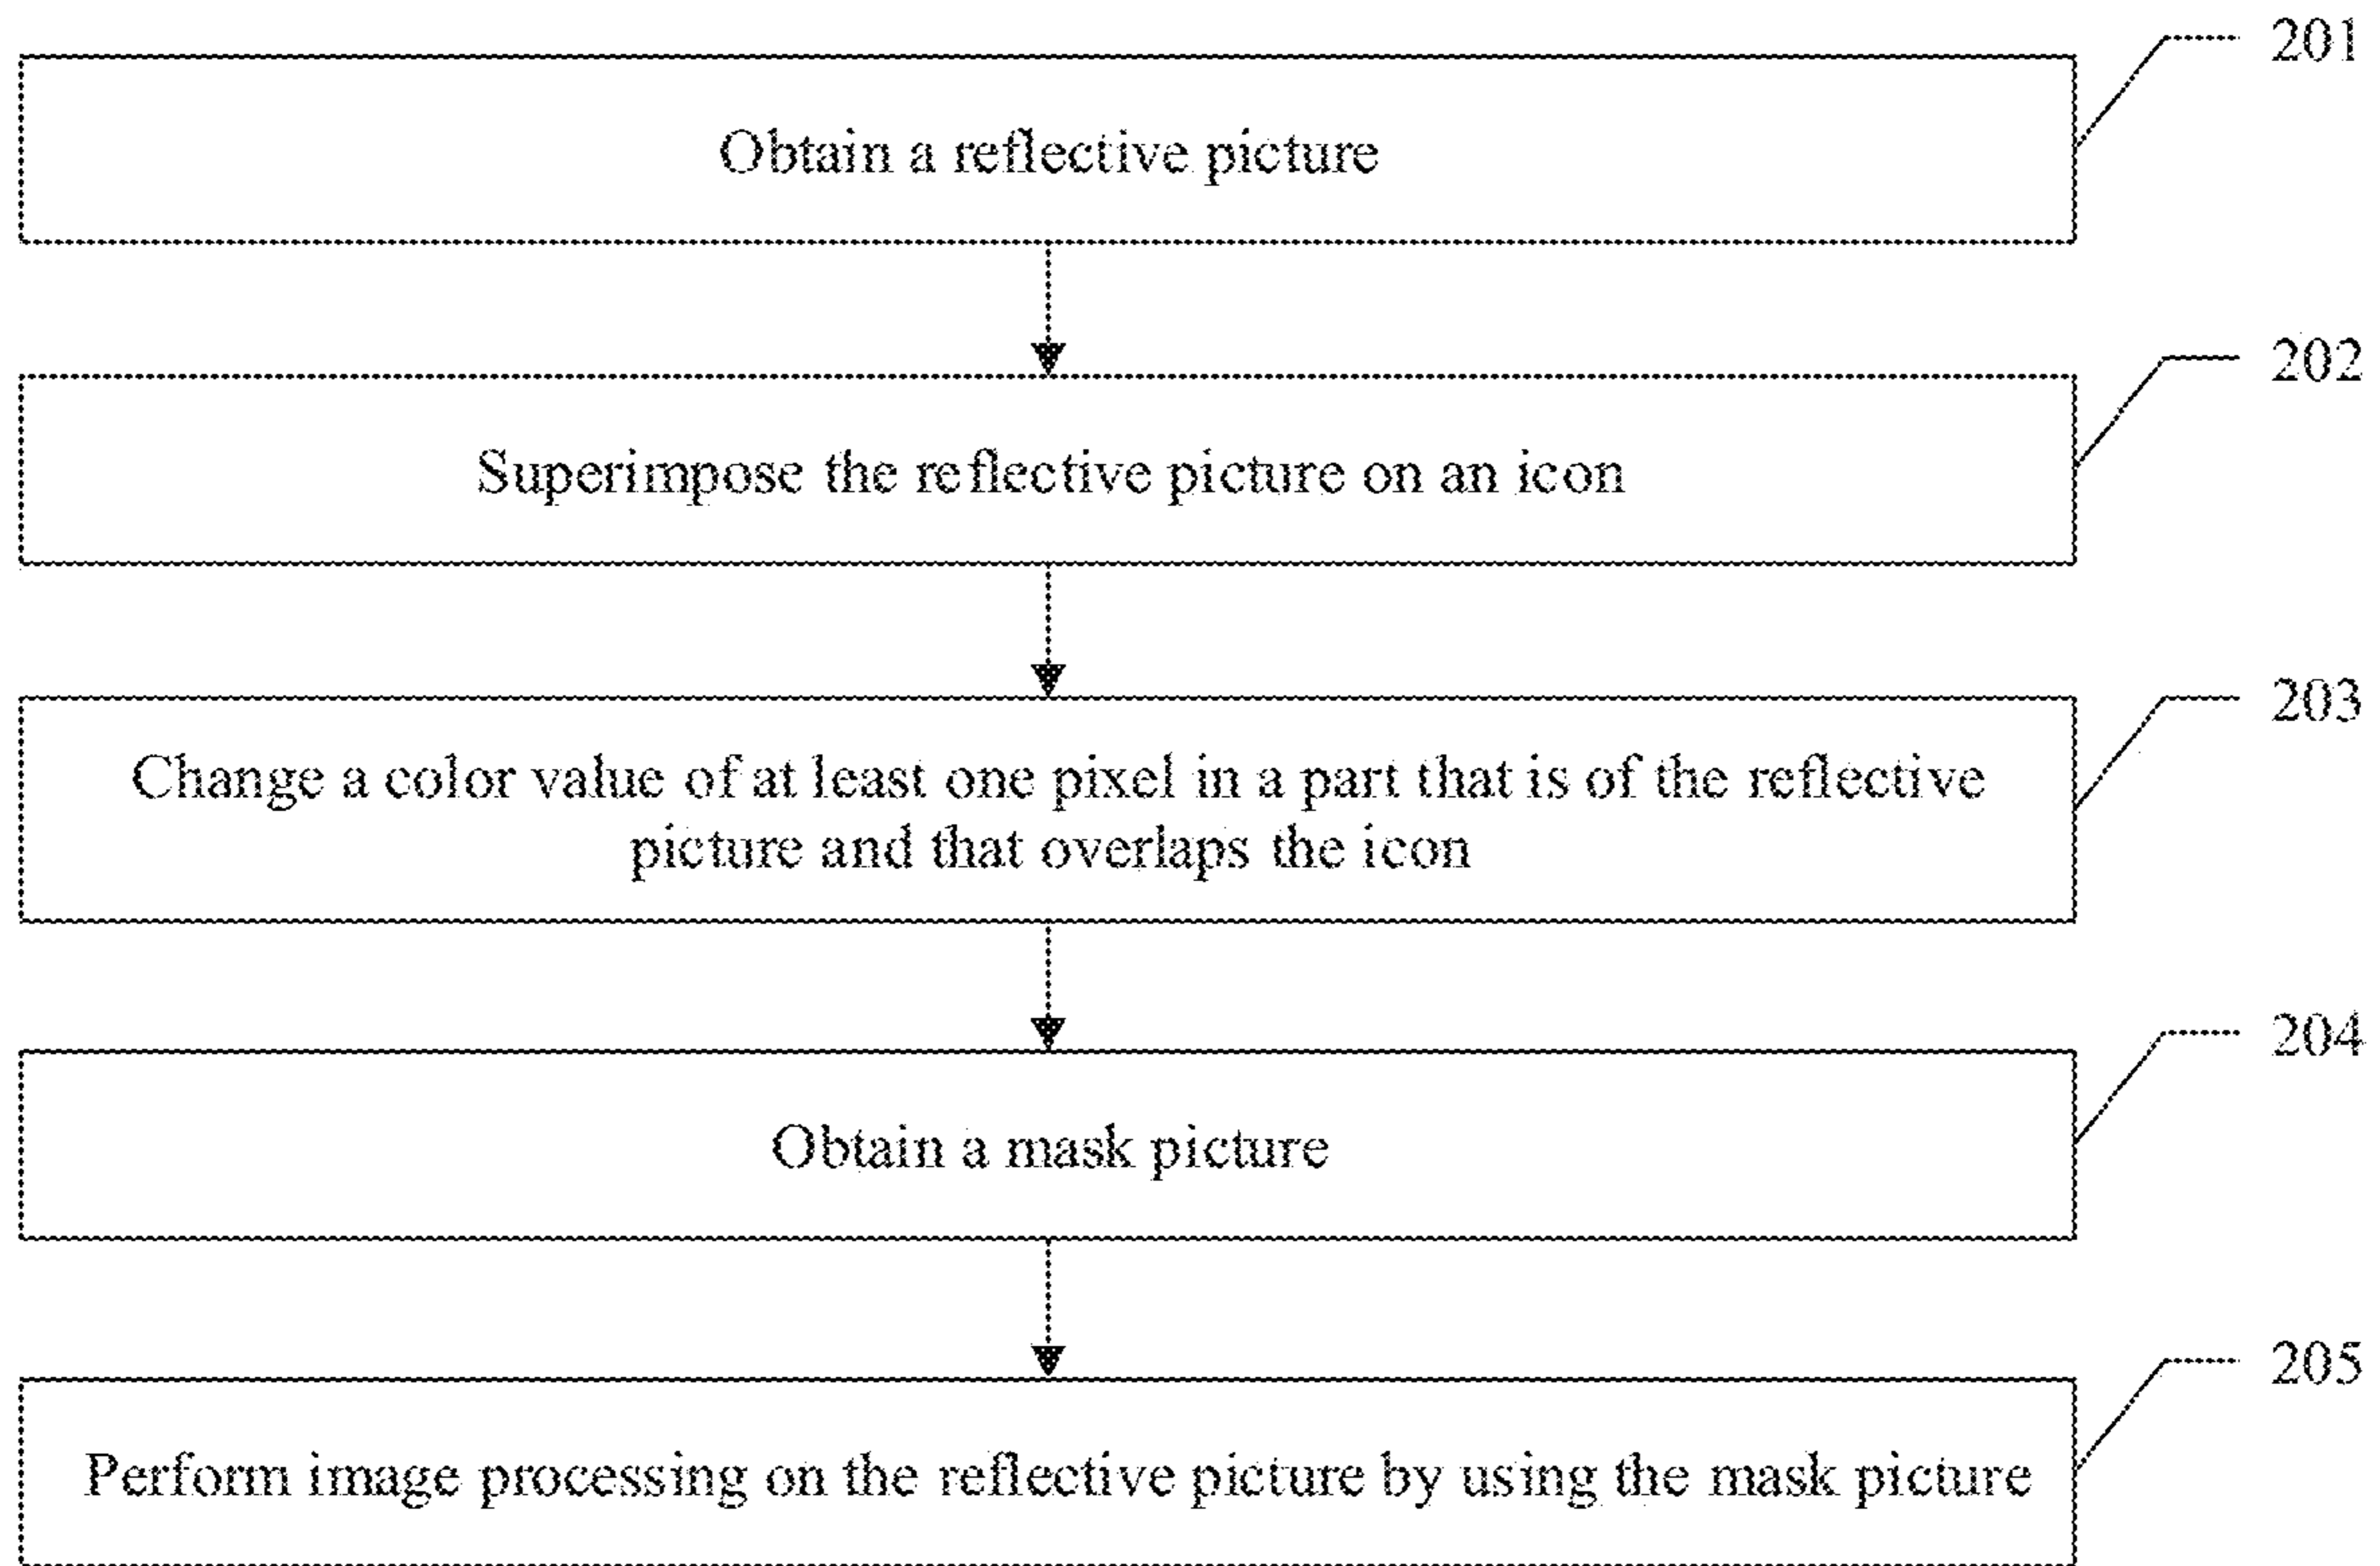 201
Obtain a reflective picture
202
Superimpose the reflective picture on an icon
203
Change a color value of at least one pixel in a part that is of the reflective
picture and that overlaps the icon
204
Obtain a mask picture
205
Perform image processing on the reflective picture by using the mask picture